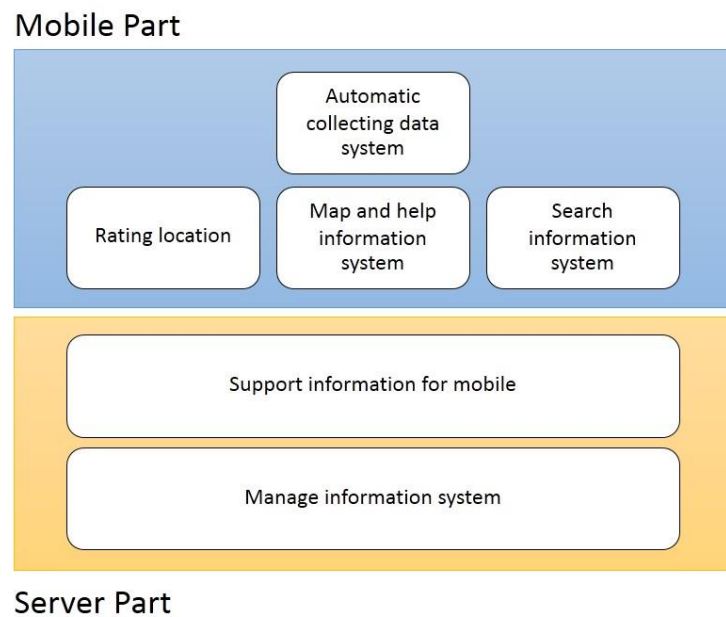 Mobile Part
Automatic
collecting data
system
Rating location
Map and help
information
system
Search
information
system
Support information for mobile
Manage information system
Server Part